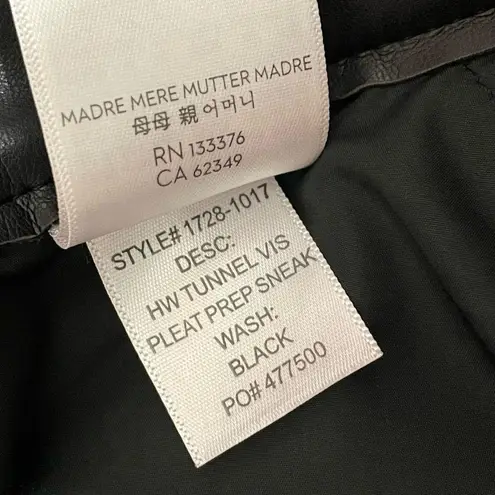 MADRE MERE MUTTER MADRE
母母 親 어머니
RN 133376
CA 62349
STYLE# 1728-1017
DESC:
HW TUNNEL VIS
PLEAT PREP SNEAK
WASH:
BLACK
PO# 477500